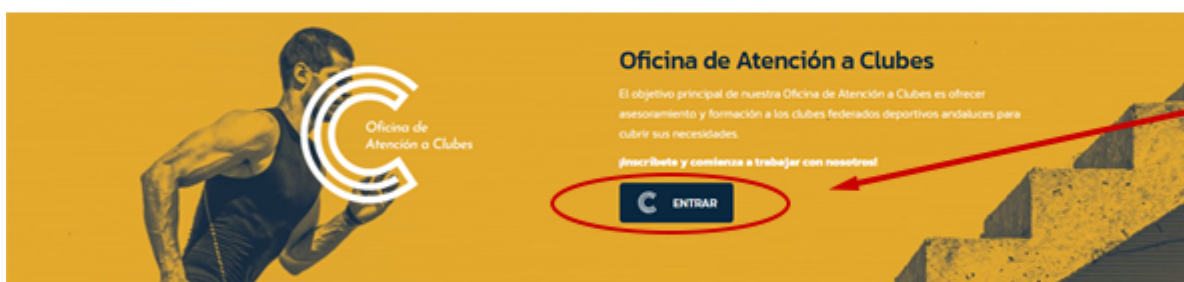 Oficina de
Atención a Clubes
Oficina de Atención a Clubes
El objetivo principal de nuestra Oficina de Atención a Clubes es ofrecer
asesoramiento y formación a los clubes federados deportivos andaluces para
cubrir sus necesidades.
¡Inscríbete y comienza a trabajar con nosotros!
ENTRAR